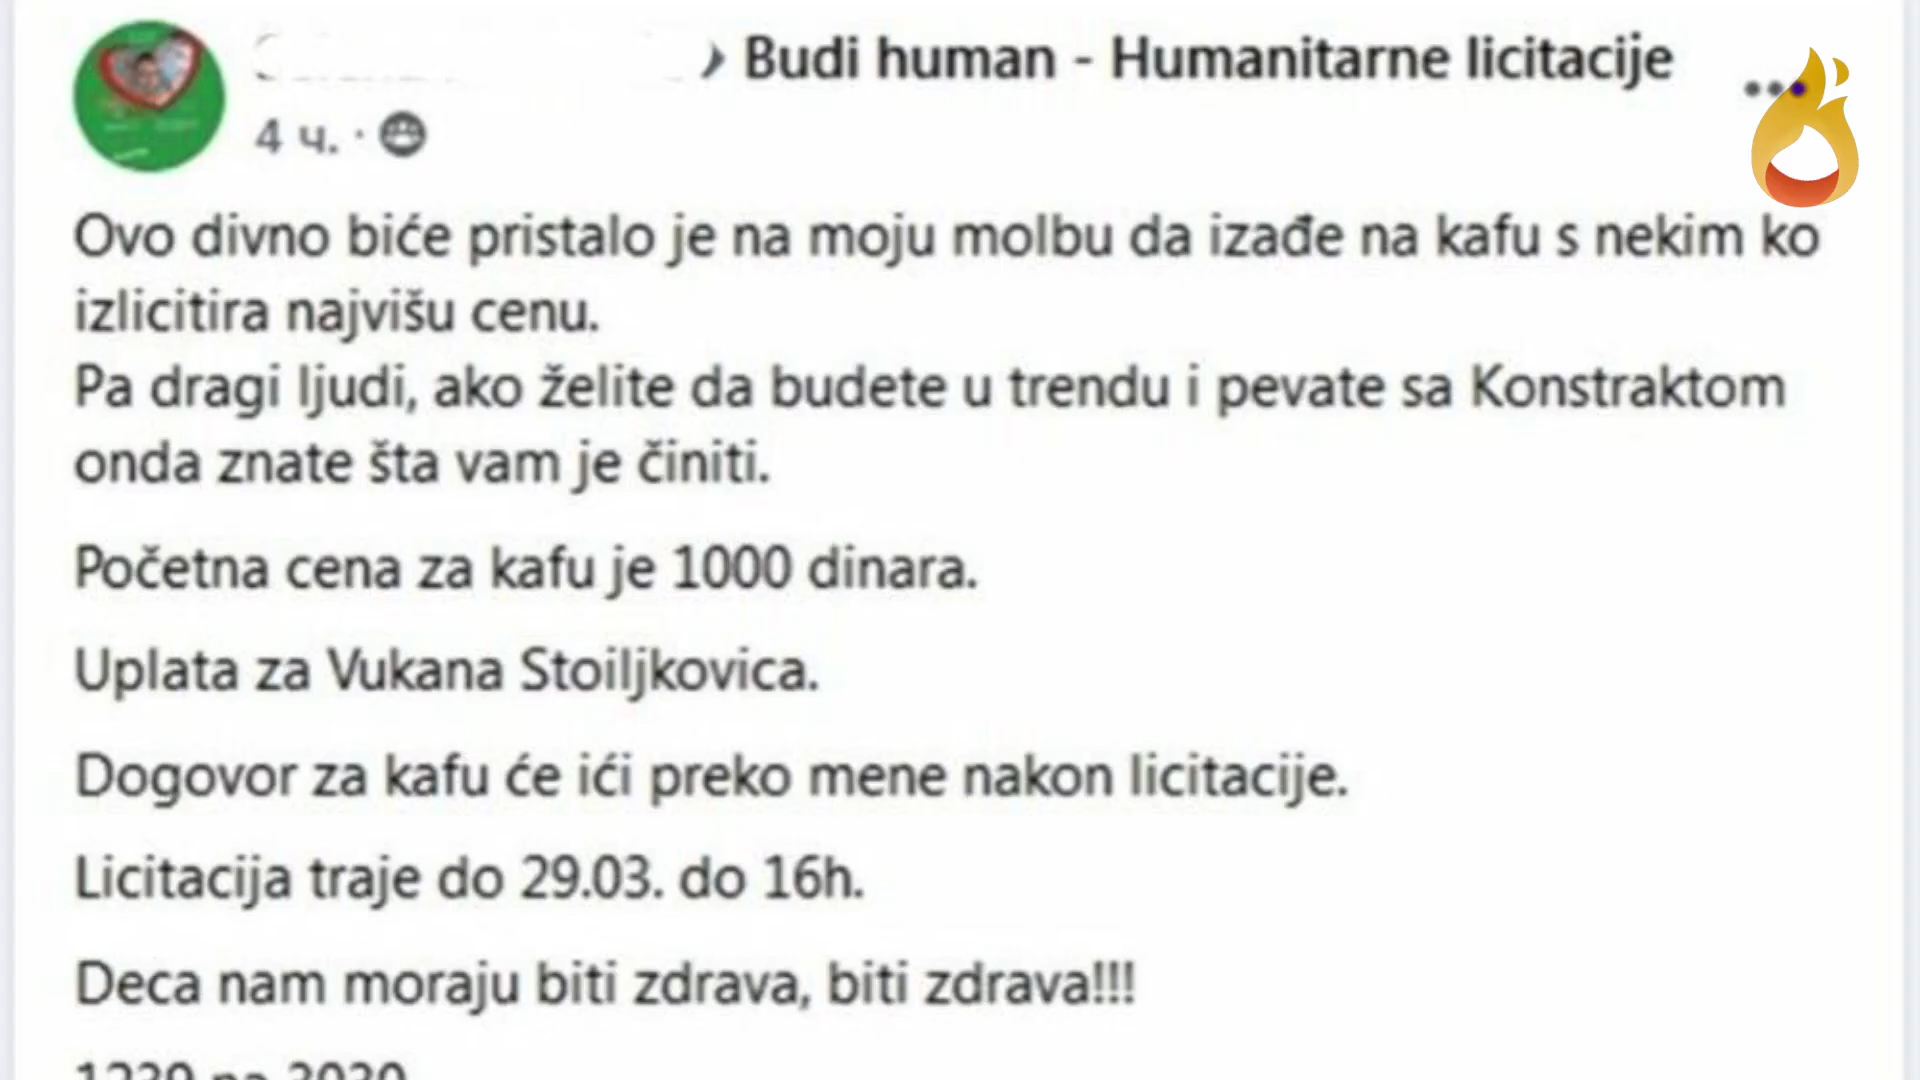 Budi human - Humanitarne licitacije
4 ч.
Ovo divno biće pristalo je na moju molbu da izađe na kafu s nekim ko
izlicitira najvišu cenu.
Pa dragi ljudi, ako želite da budete u trendu i pevate sa Konstraktom
onda znate šta vam je činiti.
Početna cena za kafu je 1000 dinara.
Uplata za Vukana Stoiljkovica.
Dogovor za kafu će ići preko mene nakon licitacije.
Licitacija traje do 29.03. do 16h.
Deca nam moraju biti zdrava, biti zdrava!!!
1239 na 3030